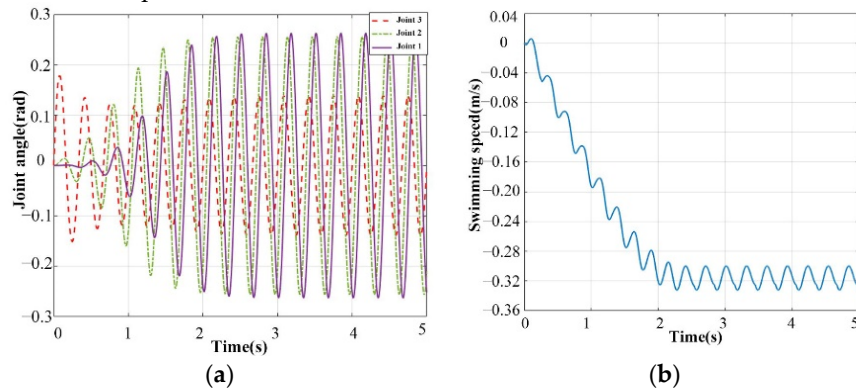 0.3
0.2
0.1
0
−0.1
−0.2
−0.3
Joint angle(rad)
Joint 3
Joint 2
Joint 1
0 1 2 3 4 5
Time(s)
(a)
0.04
0
−0.04
−0.08
−0.12
−0.16
−0.20
−0.24
−0.28
−0.32
−0.36
Swimming speed(m/s)
0 1 2 3 4 5
Time(s)
(b)